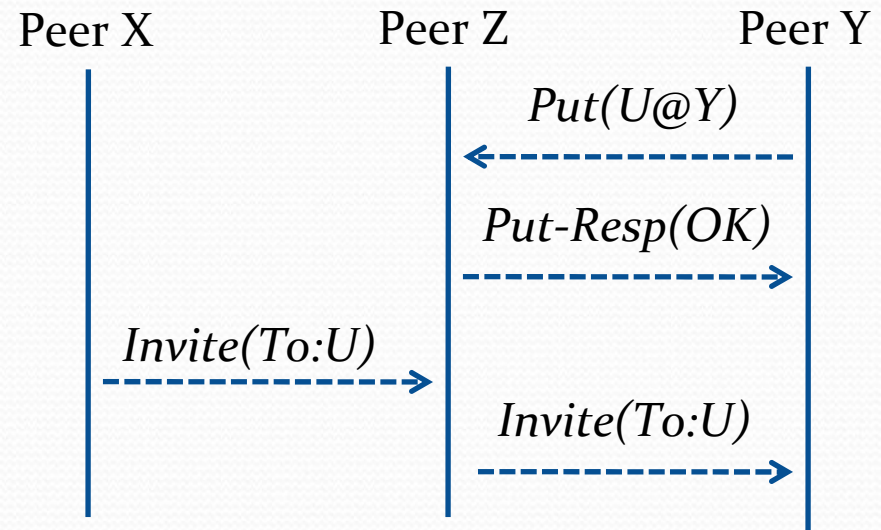 Peer X
Peer Z
Peer Y
Put(U@Y)
Put-Resp(OK)
Invite(To:U)
Invite(To:U)